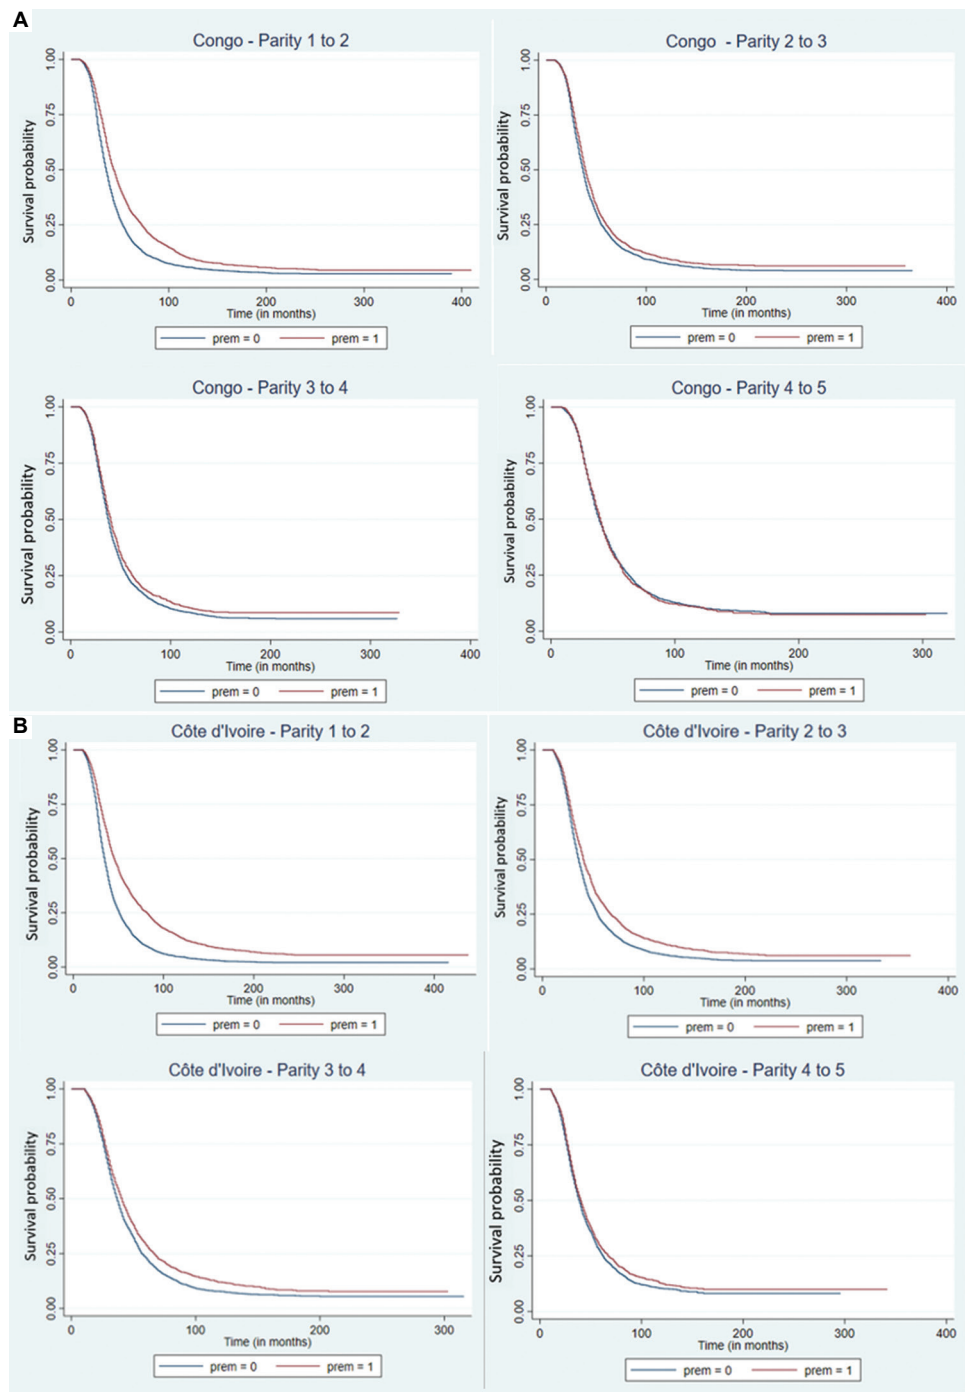 A
Congo - Parity 1 to 2
Survival probability
1.00
0.75
0.50
0.25
0.00
0 100 200 300 400
Time (in months)
prem = 0 prem = 1
Congo - Parity 2 to 3
Survival probability
1.00
0.75
0.50
0.25
0.00
0 100 200 300 400
Time (in months)
prem = 0 prem = 1
Congo - Parity 3 to 4
Survival probability
1.00
0.75
0.50
0.25
0.00
0 100 200 300 400
Time (in months)
prem = 0 prem = 1
Congo - Parity 4 to 5
Survival probability
1.00
0.75
0.50
0.25
0.00
0 100 200 300
Time (in months)
prem = 0 prem = 1
B
Côte d'Ivoire - Parity 1 to 2
Survival probability
1.00
0.75
0.50
0.25
0.00
0 100 200 300 400
Time (in months)
prem = 0 prem = 1
Côte d'Ivoire - Parity 2 to 3
Survival probability
1.00
0.75
0.50
0.25
0.00
0 100 200 300 400
Time (in months)
prem = 0 prem = 1
Côte d'Ivoire - Parity 3 to 4
Survival probability
1.00
0.75
0.50
0.25
0.00
0 100 200 300
Time (in months)
prem = 0 prem = 1
Côte d'Ivoire - Parity 4 to 5
Survival probability
1.00
0.75
0.50
0.25
0.00
0 100 200 300 400
Time (in months)
prem = 0 prem = 1